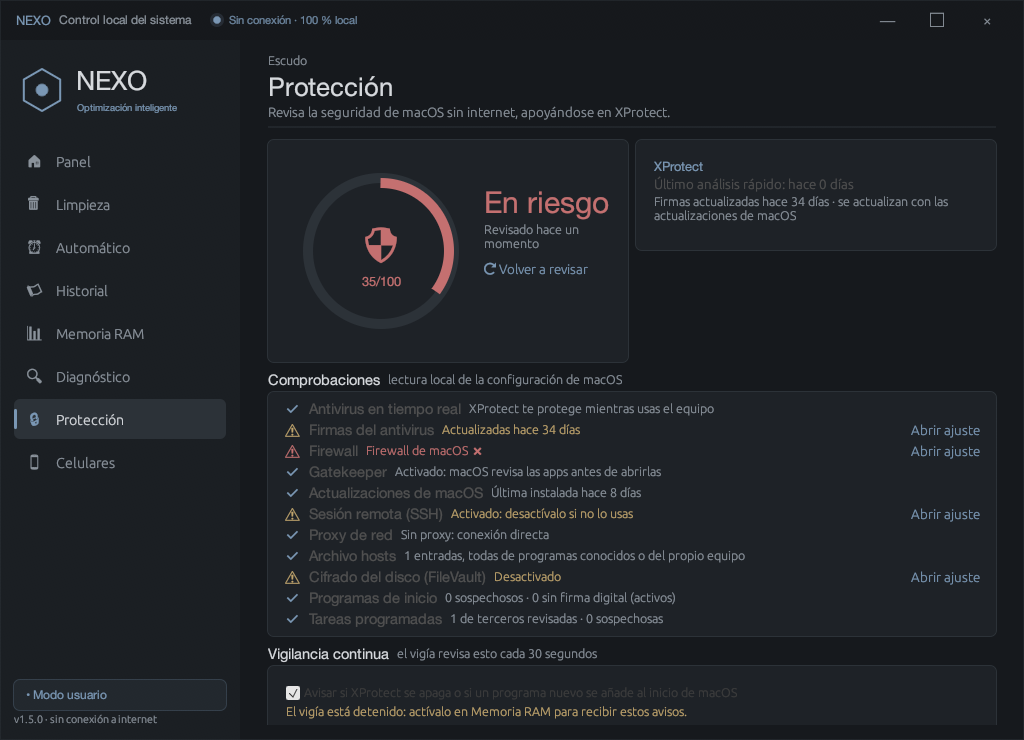 NEXO Control local del sistema Sin conexión · 100 % local
NEXO
Optimización inteligente
Panel
Limpieza
Automático
Historial
Memoria RAM
Diagnóstico
Protección
Celulares
• Modo usuario
v1.5.0 · sin conexión a internet
Escudo
Protección
Revisa la seguridad de macOS sin internet, apoyándose en XProtect.
35/100
En riesgo
Revisado hace un
momento
Volver a revisar
XProtect
Último análisis rápido: hace 0 días
Firmas actualizadas hace 34 días · se actualizan con las
actualizaciones de macOS
Comprobaciones lectura local de la configuración de macOS
Antivirus en tiempo real XProtect te protege mientras usas el equipo
Firmas del antivirus Actualizadas hace 34 días Abrir ajuste
Firewall Firewall de macOS ✗ Abrir ajuste
Gatekeeper Activado: macOS revisa las apps antes de abrirlas
Actualizaciones de macOS Última instalada hace 8 días
Sesión remota (SSH) Activado: desactívalo si no lo usas Abrir ajuste
Proxy de red Sin proxy: conexión directa
Archivo hosts 1 entradas, todas de programas conocidos o del propio equipo
Cifrado del disco (FileVault) Desactivado Abrir ajuste
Programas de inicio 0 sospechosos · 0 sin firma digital (activos)
Tareas programadas 1 de terceros revisadas · 0 sospechosas
Vigilancia continua el vigía revisa esto cada 30 segundos
Avisar si XProtect se apaga o si un programa nuevo se añade al inicio de macOS
El vigía está detenido: actívalo en Memoria RAM para recibir estos avisos.